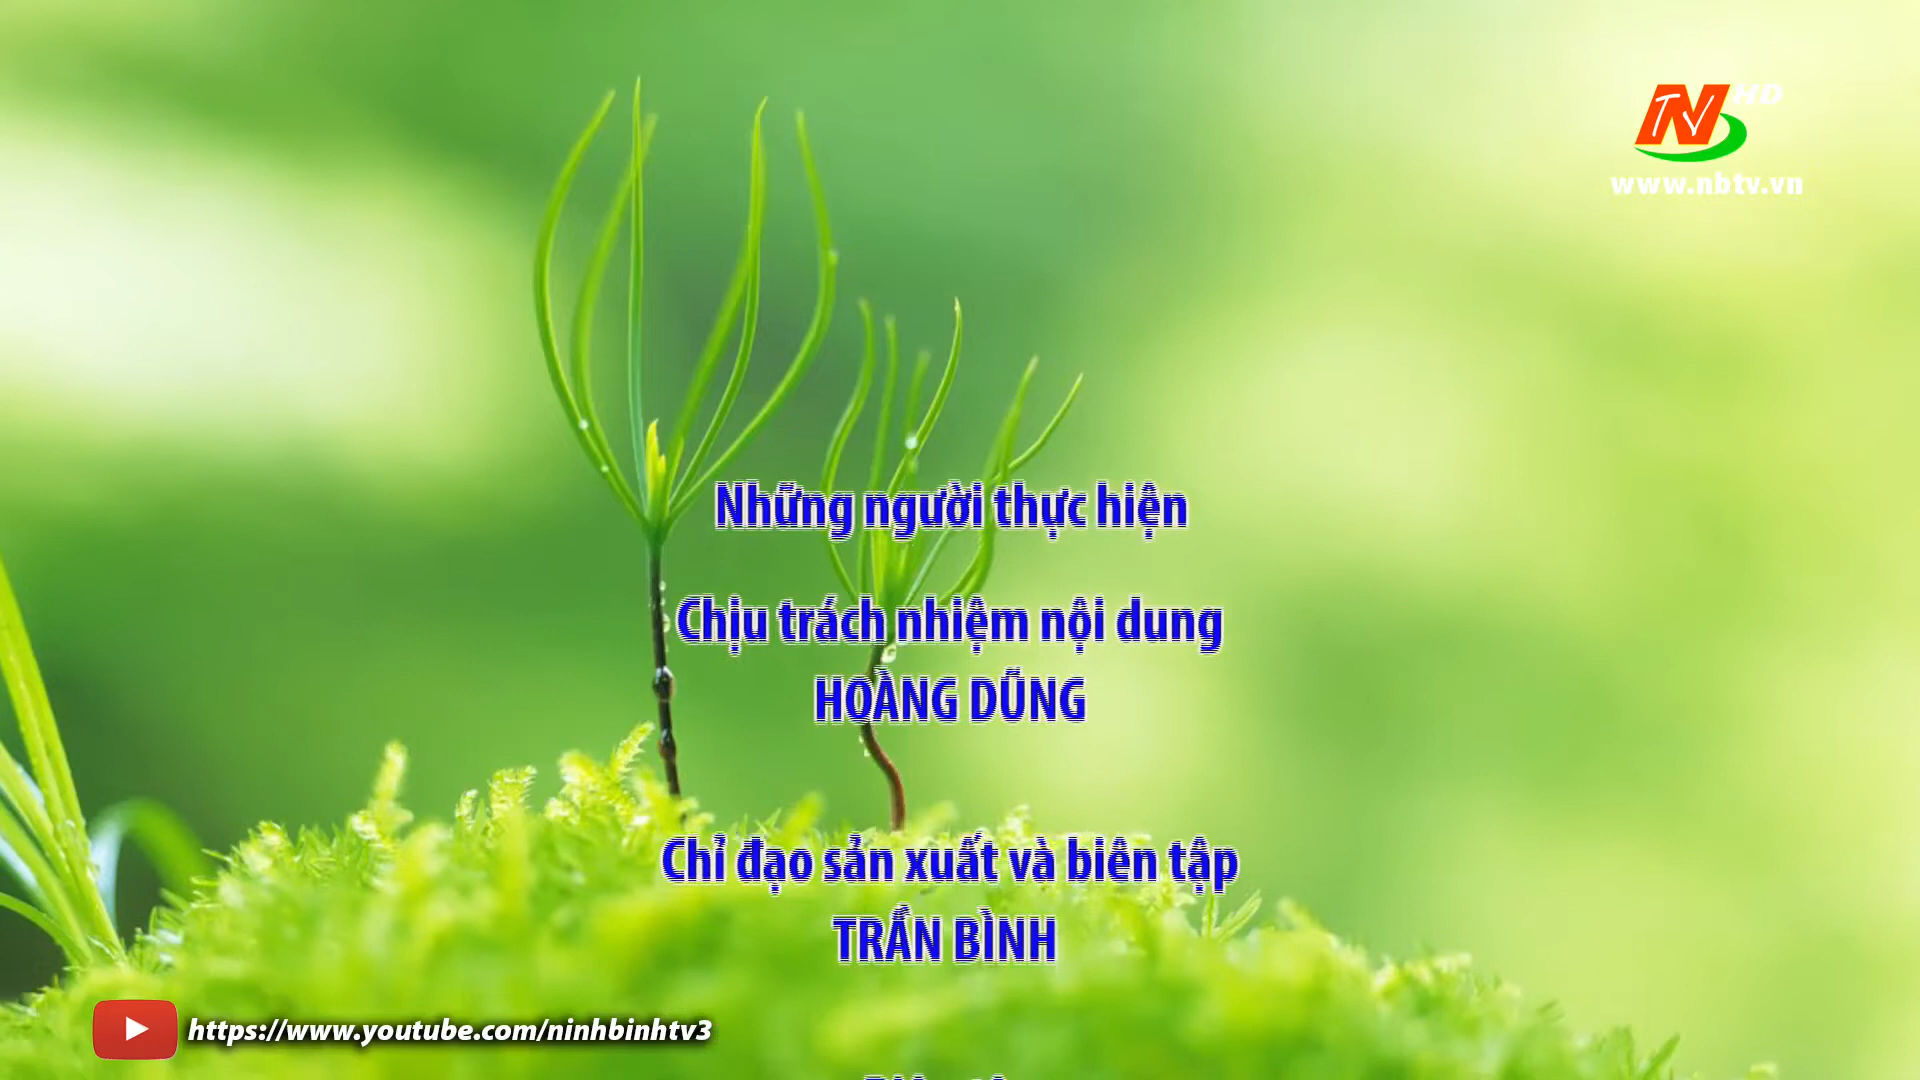 HD
www.nbtv.vn
Những người thực hiện
Chịu trách nhiệm nội dung
HOÀNG DŨNG
Chỉ đạo sản xuất và biên tập
TRẦN BÌNH
https://www.youtube.com/ninhbinhtv3